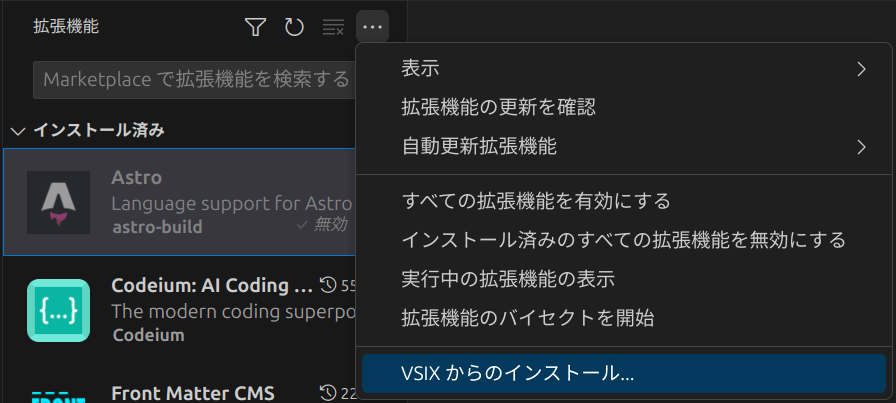 拡張機能
Marketplace で拡張機能を検索する
インストール済み
Astro
Language support for Astro
astro-build
無効
Codeium: AI Coding ...
55
The modern coding superpo
Codeium
Front Matter CMS
22
表示
拡張機能の更新を確認
自動更新拡張機能
すべての拡張機能を有効にする
インストール済みのすべての拡張機能を無効にする
実行中の拡張機能の表示
拡張機能のバイセクトを開始
VSIX からのインストール...